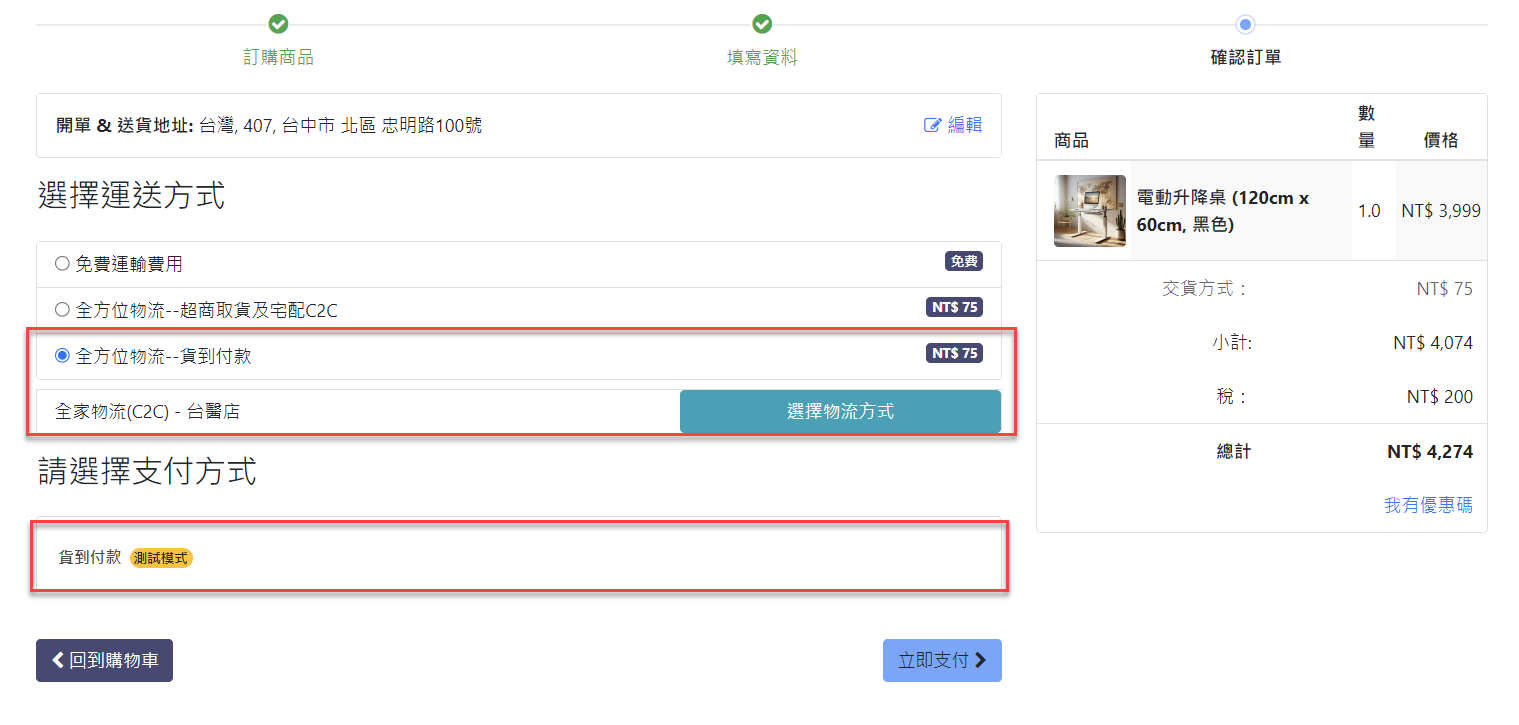 訂購商品
填寫資料
確認訂單
開單 & 送貨地址: 台灣, 407, 台中市 北區 忠明路100號
編輯
選擇運送方式
免費運輸費用
免費
全方位物流--超商取貨及宅配C2C
NT$ 75
全方位物流--貨到付款
NT$ 75
全家物流(C2C) - 台醫店
選擇物流方式
請選擇支付方式
貨到付款 測試模式
回到購物車
立即支付
商品
數
量
價格
電動升降桌 (120cm x
60cm, 黑色)
1.0
NT$ 3,999
交貨方式：
NT$ 75
小計:
NT$ 4,074
稅：
NT$ 200
總計
NT$ 4,274
我有優惠碼